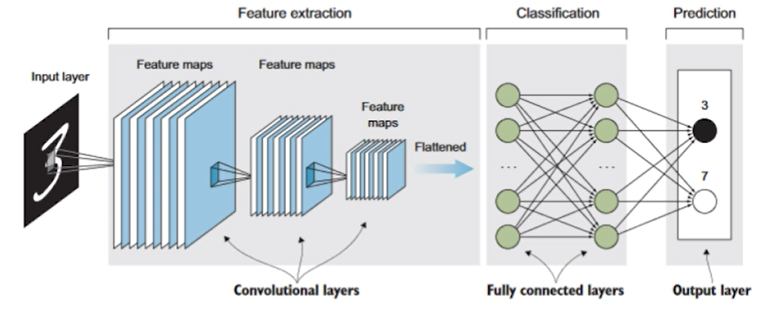 Feature extraction
Classification
Prediction
Input layer
Feature maps
Feature maps
Feature
maps
Flattened
3
...
...
3
7
Convolutional layers
Fully connected layers
Output layer